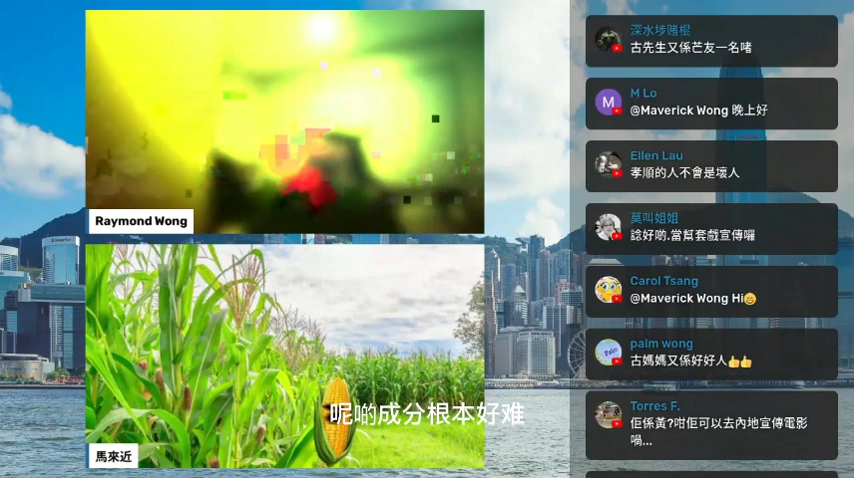 Raymond Wong
馬來近
呢啲成分根本好难
深水埗賭棍
古先生又係芒友一名啫
M
M Lo
@Maverick Wong 晚上好
Ellen Lau
孝順的人不會是壞人
莫叫姐姐
諗好啲.當幫套戲宣傳囉
Carol Tsang
@Maverick Wong Hi😄
palm wong
古媽媽又係好好人👍👍
Torres F.
佢係黃?咁佢可以去內地宣傳電影
喎...